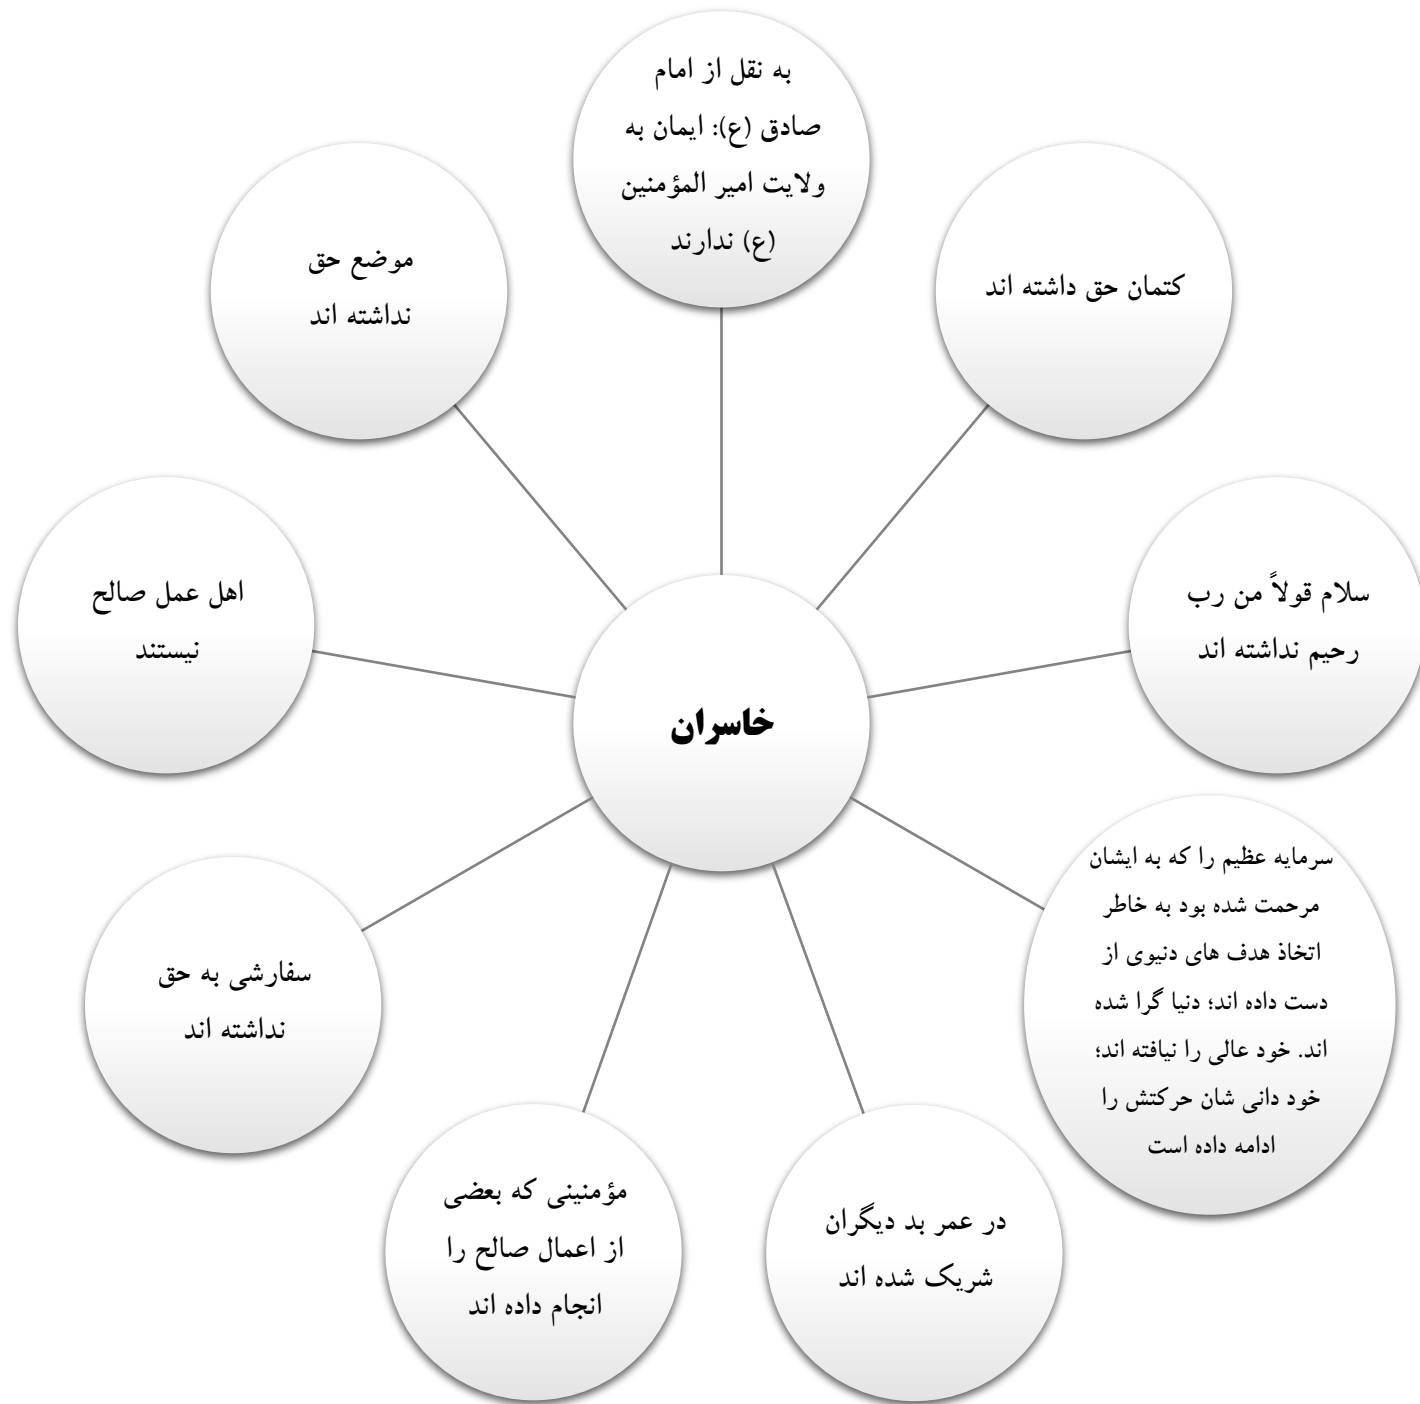 به نقل از امام
صادق (ع): ایمان به
ولایت امیر المؤمنین
(ع) ندارند
کتمان حق داشته اند
سلام قولاً من رب
رحیم نداشته اند
سرمایه عظیم را که به ایشان
مرحمت شده بود به خاطر
اتخاذ هدف های دنیوی از
دست داده اند؛ دنیا گرا شده
اند. خود عالی را نیافته اند؛
خود دانی شان حرکتش را
ادامه داده است
در عمر بد دیگران
شریک شده اند
مؤمنینی که بعضی
از اعمال صالح را
انجام داده اند
سفارشی به حق
نداشته اند
اهل عمل صالح
نیستند
موضع حق
نداشته اند
خاسران